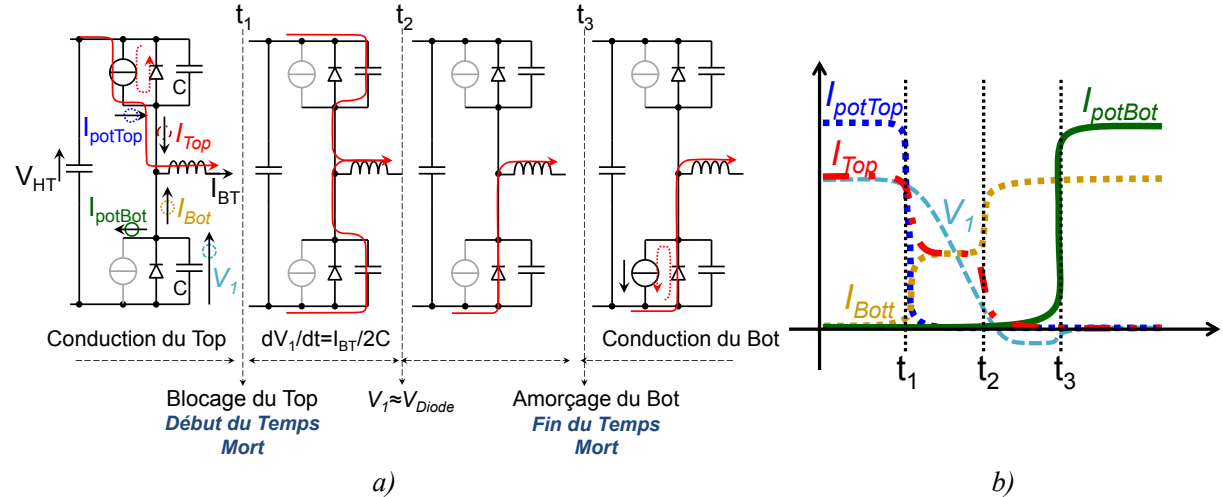 t1
t2
t3
C
IpotTop
ITop
VHT
IBT
IpotBot
IBot
V1
C
Conduction du Top
dV1/dt=IBT/2C
Conduction du Bot
Blocage du Top
Début du Temps
Mort
V1≈VDiode
Amorçage du Bot
Fin du Temps
Mort
a)
IpotTop
IpotBot
ITop
V1
IBott
t1
t2
t3
b)